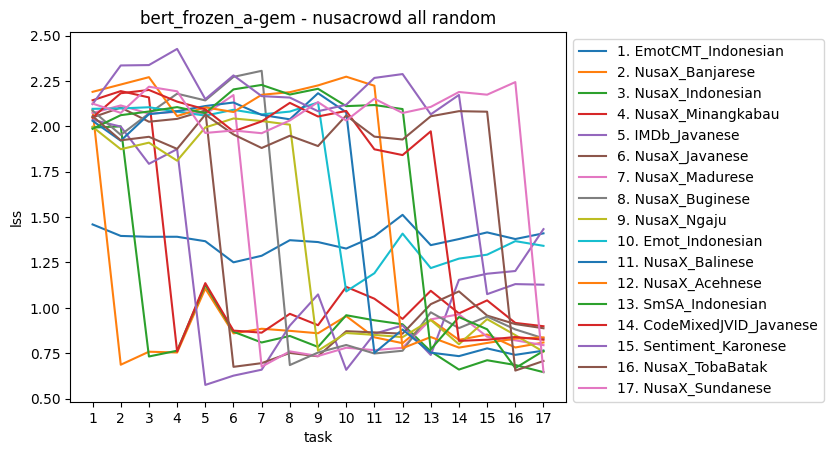 bert_frozen_a-gem - nusacrowd all random
lss
2.50
2.25
2.00
1.75
1.50
1.25
1.00
0.75
0.50
1 2 3 4 5 6 7 8 9 10 11 12 13 14 15 16 17
task
1. EmotCMT_Indonesian
2. NusaX_Banjarese
3. NusaX_Indonesian
4. NusaX_Minangkabau
5. IMDb_Javanese
6. NusaX_Javanese
7. NusaX_Madurese
8. NusaX_Buginese
9. NusaX_Ngaju
10. Emot_Indonesian
11. NusaX_Balinese
12. NusaX_Acehnese
13. SmSA_Indonesian
14. CodeMixedJVID_Javanese
15. Sentiment_Karonese
16. NusaX_TobaBatak
17. NusaX_Sundanese